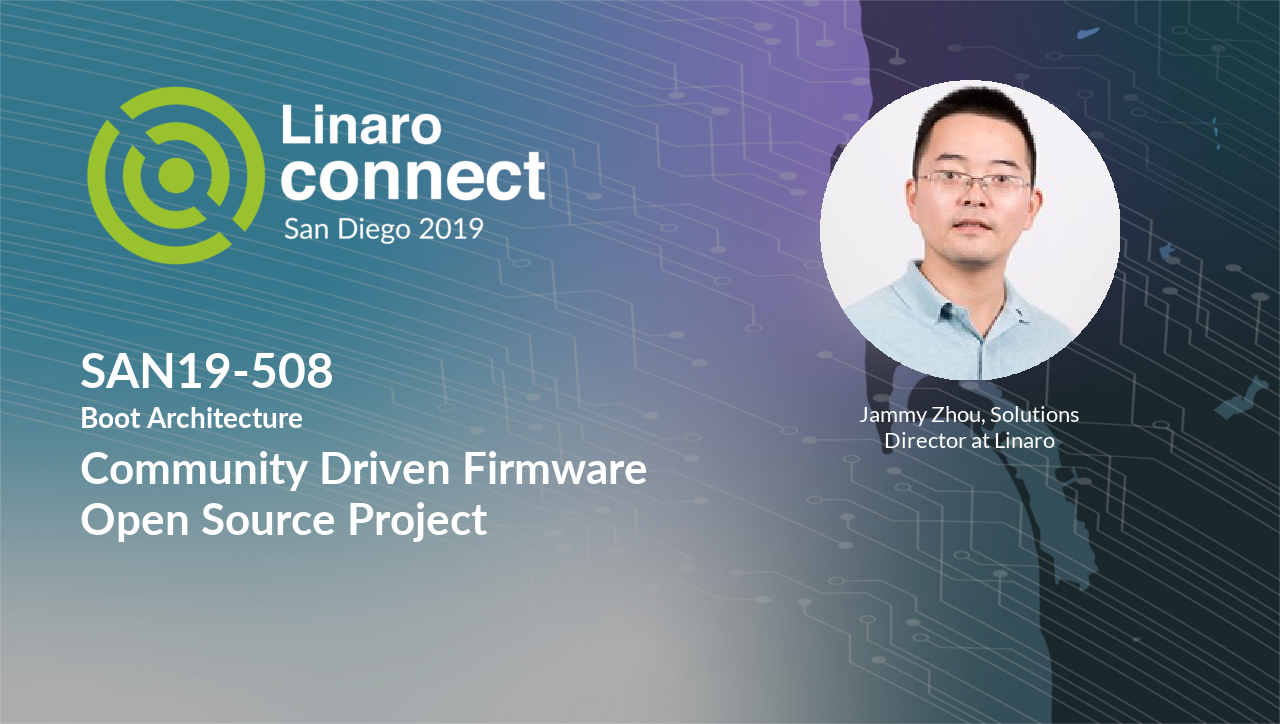 Linaro
connect
San Diego 2019
SAN19-508
Boot Architecture
Community Driven Firmware
Open Source Project
Jammy Zhou, Solutions
Director at Linaro